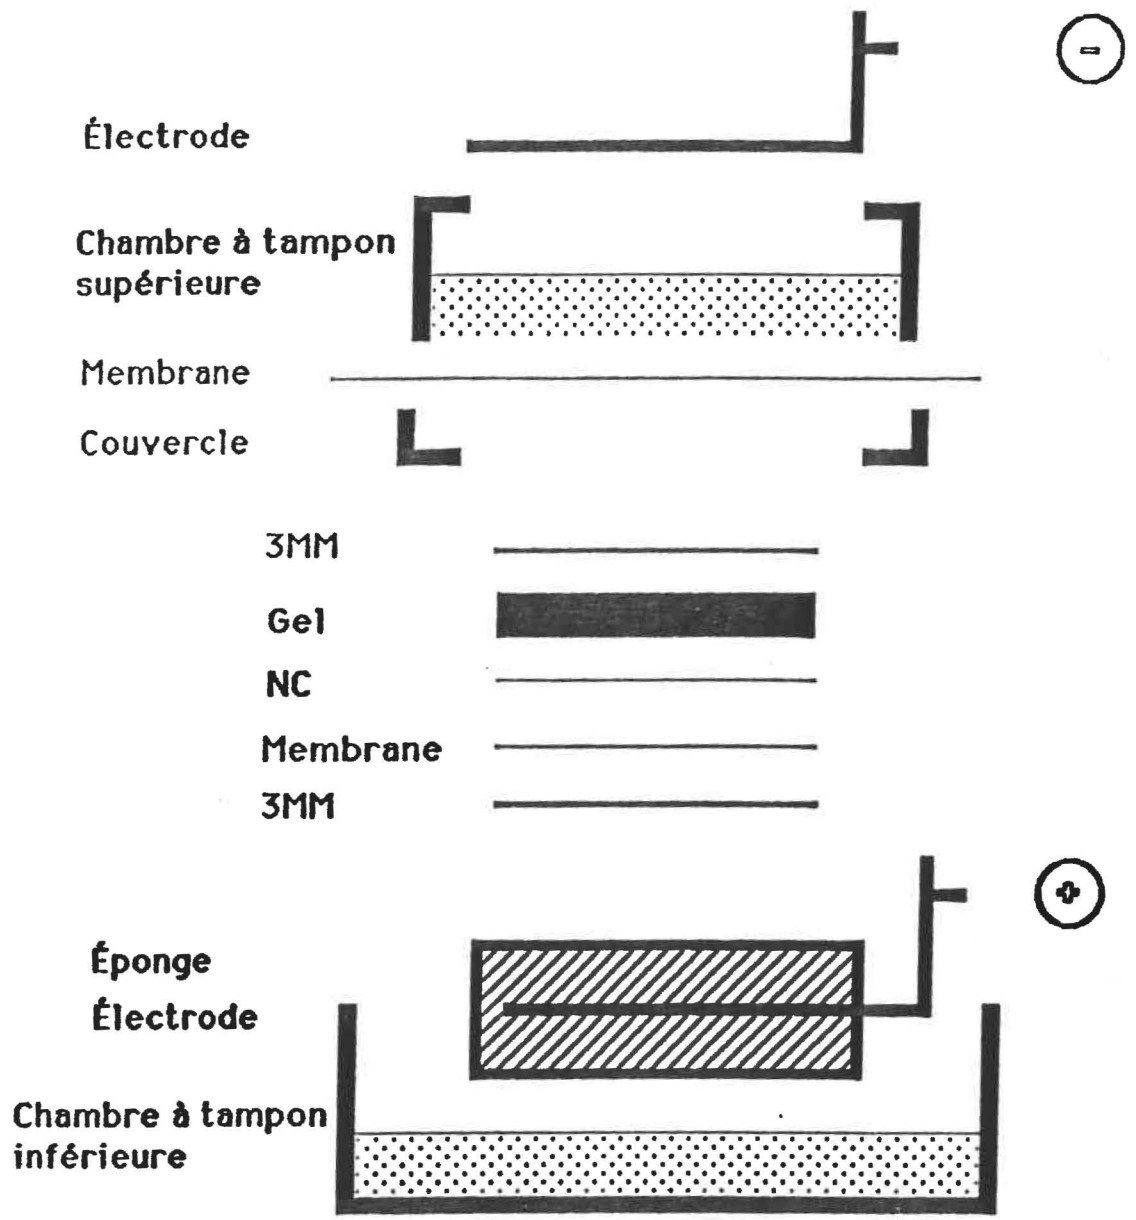 -
Électrode
Chambre à tampon
supérieure
Membrane
Couvercle
3MM
Gel
NC
Membrane
3MM
+
Éponge
Électrode
Chambre à tampon
inférieure